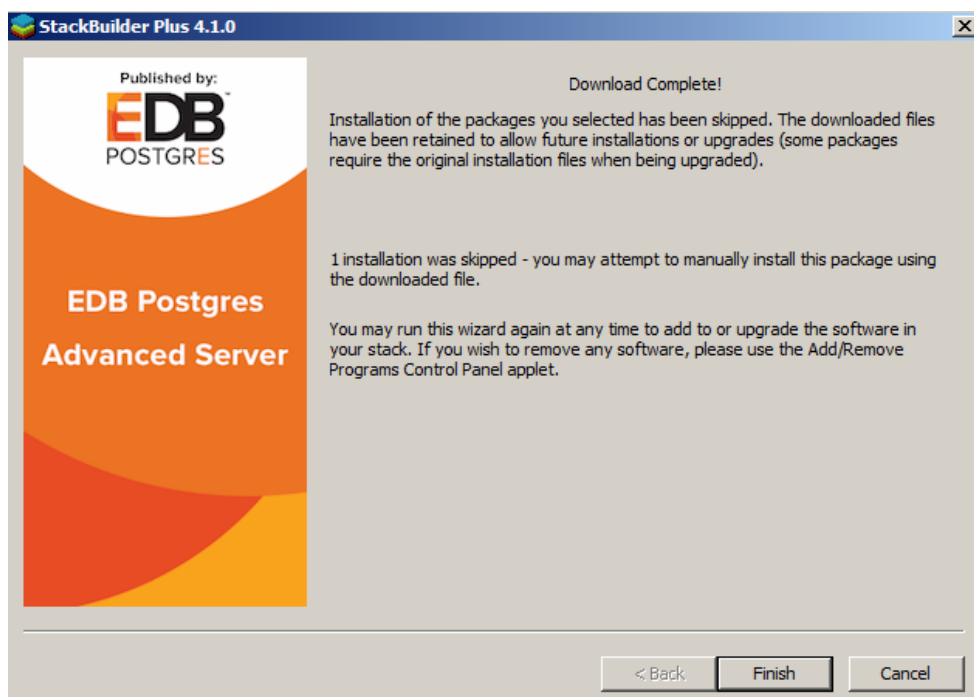 StackBuilder Plus 4.1.0
Published by:
EDB™
POSTGRES
EDB Postgres
Advanced Server
Download Complete!
Installation of the packages you selected has been skipped. The downloaded files
have been retained to allow future installations or upgrades (some packages
require the original installation files when being upgraded).
1 installation was skipped - you may attempt to manually install this package using
the downloaded file.
You may run this wizard again at any time to add to or upgrade the software in
your stack. If you wish to remove any software, please use the Add/Remove
Programs Control Panel applet.
< Back
Finish
Cancel